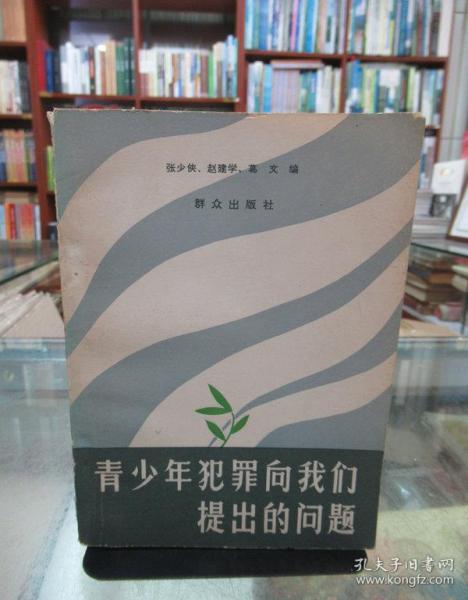 张少侠、赵建学、葛 文 编
群众出版社
青少年犯罪向我们
提出的问题
孔夫子旧书网
www.kongfz.com